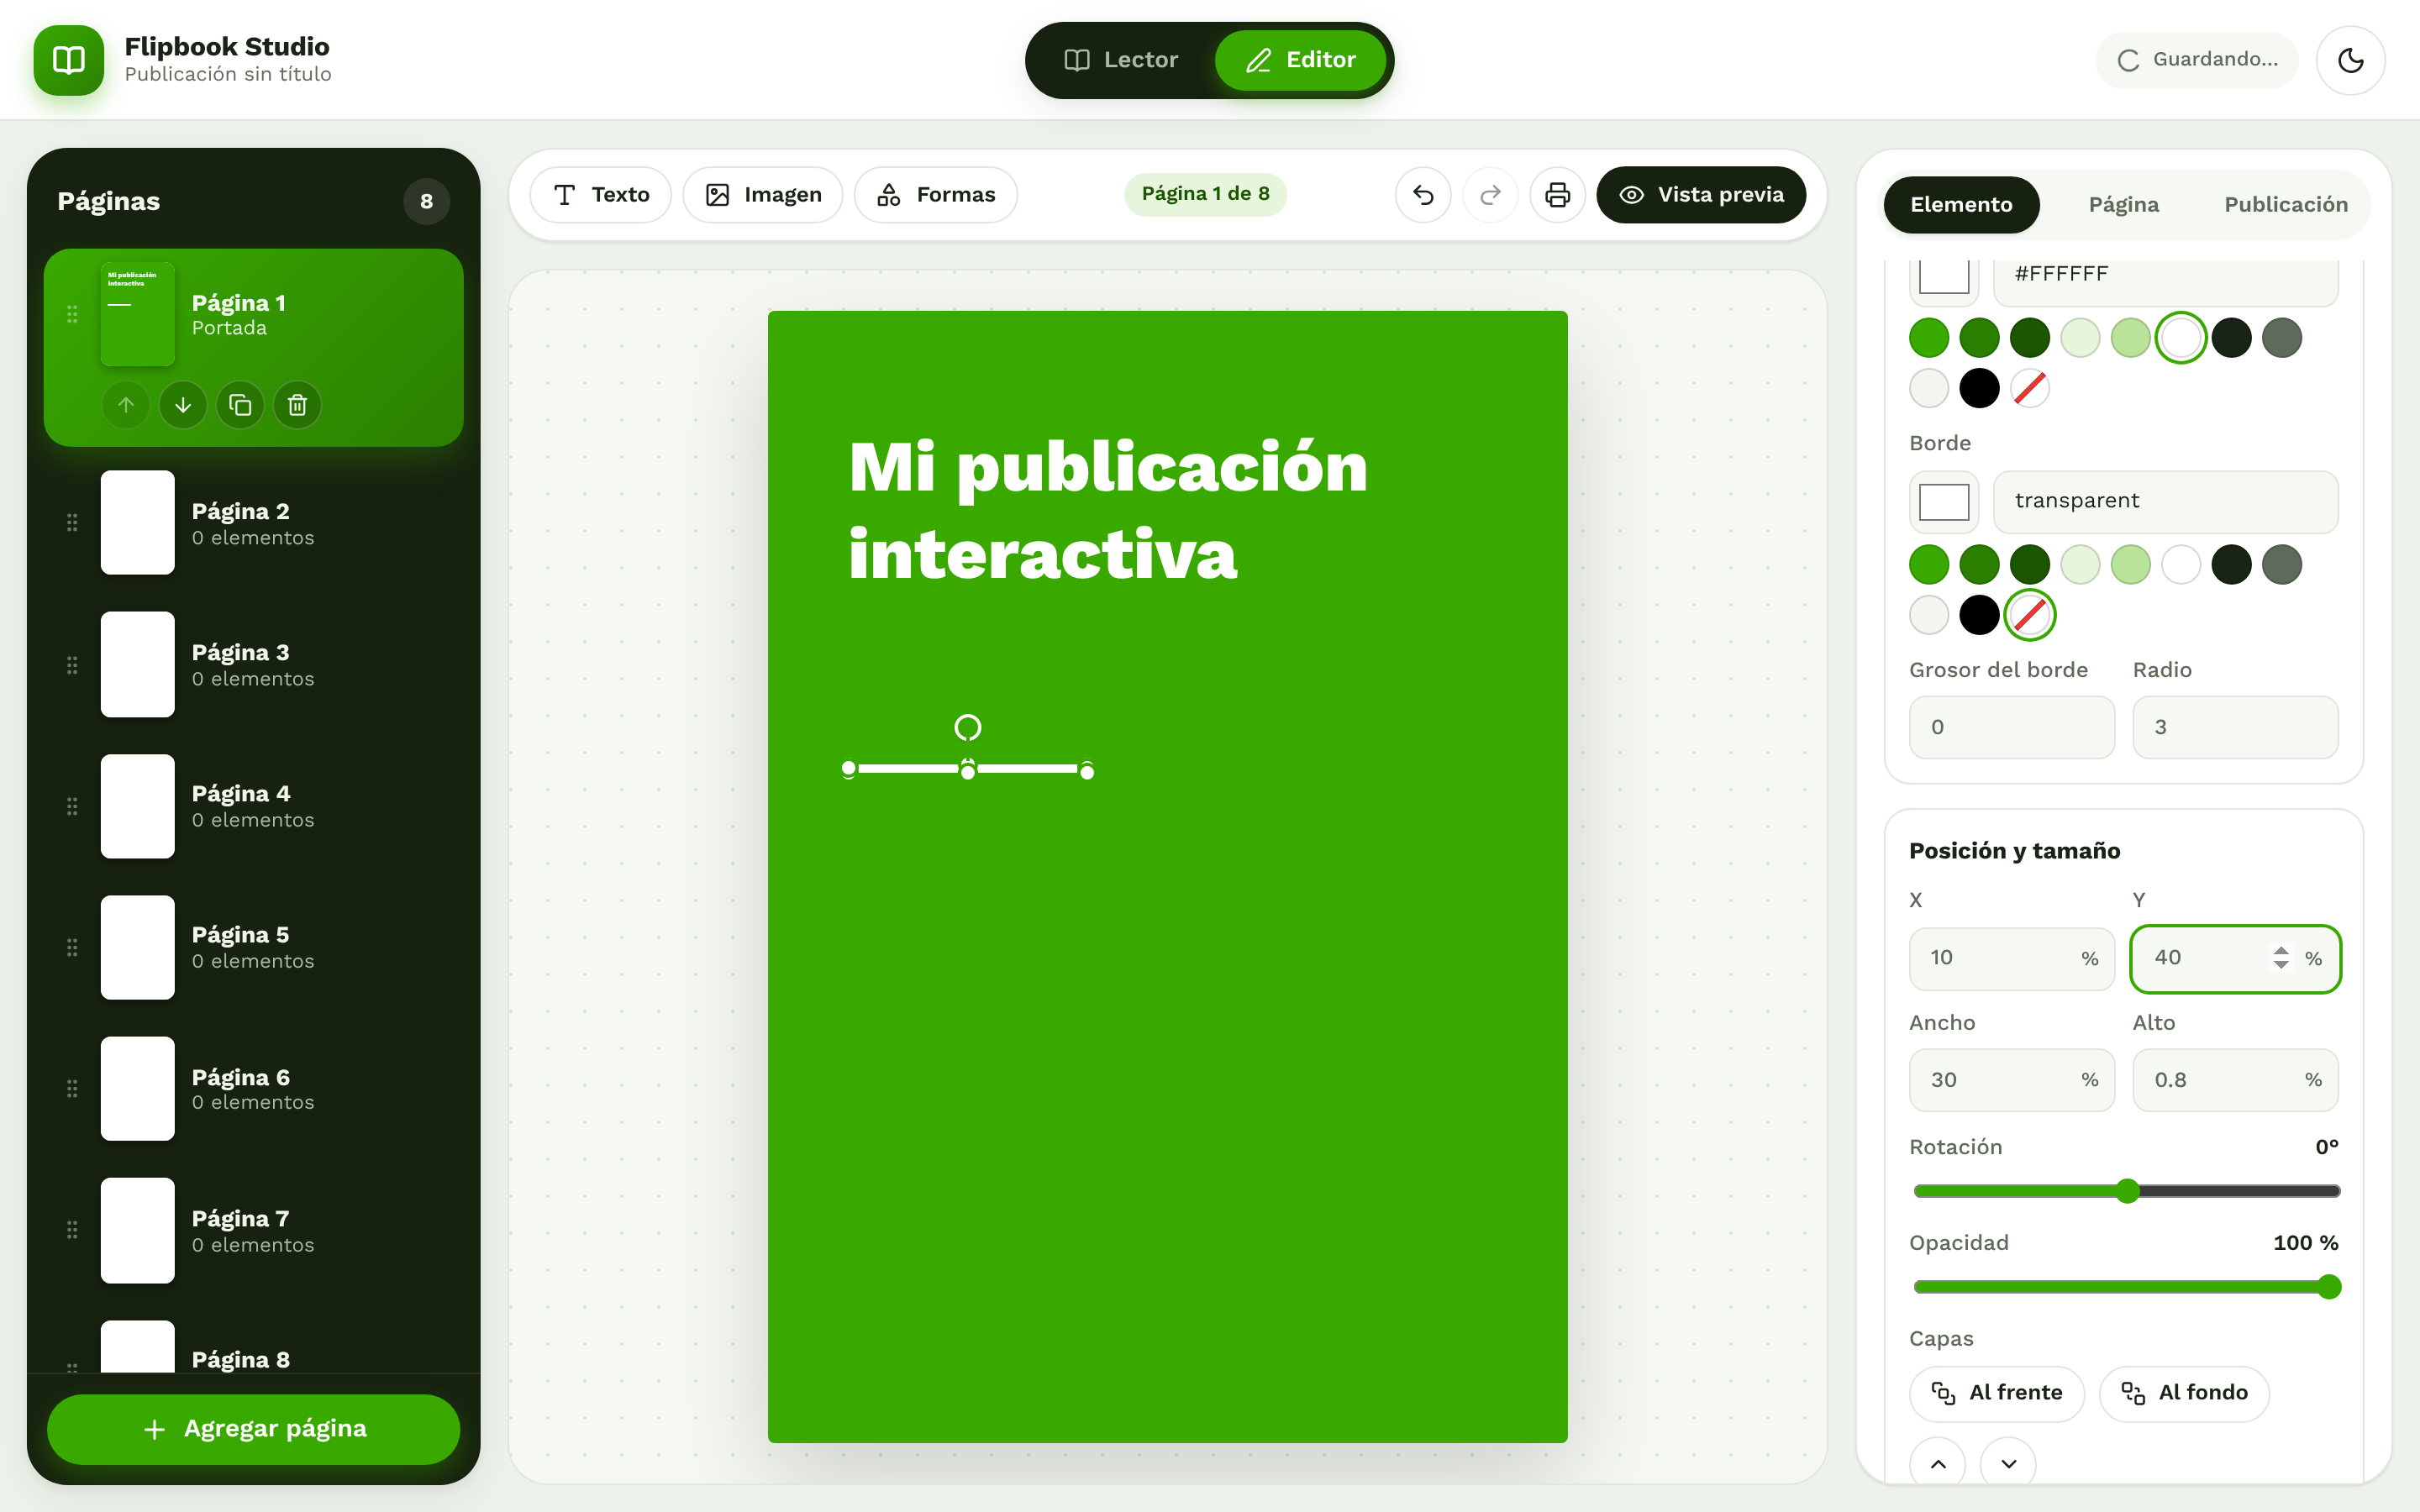 Flipbook Studio
Publicación sin título
Lector
Editor
Guardando...
Páginas
8
Mi publicación
interactiva
Página 1
Portada
Página 2
0 elementos
Página 3
0 elementos
Página 4
0 elementos
Página 5
0 elementos
Página 6
0 elementos
Página 7
0 elementos
Página 8
Agregar página
Texto
Imagen
Formas
Página 1 de 8
Vista previa
Mi publicación
interactiva
Elemento
Página
Publicación
#FFFFFF
Borde
transparent
Grosor del borde
Radio
0
3
Posición y tamaño
X
Y
10 %
40 %
Ancho
Alto
30 %
0.8 %
Rotación
0°
Opacidad
100 %
Capas
Al frente
Al fondo